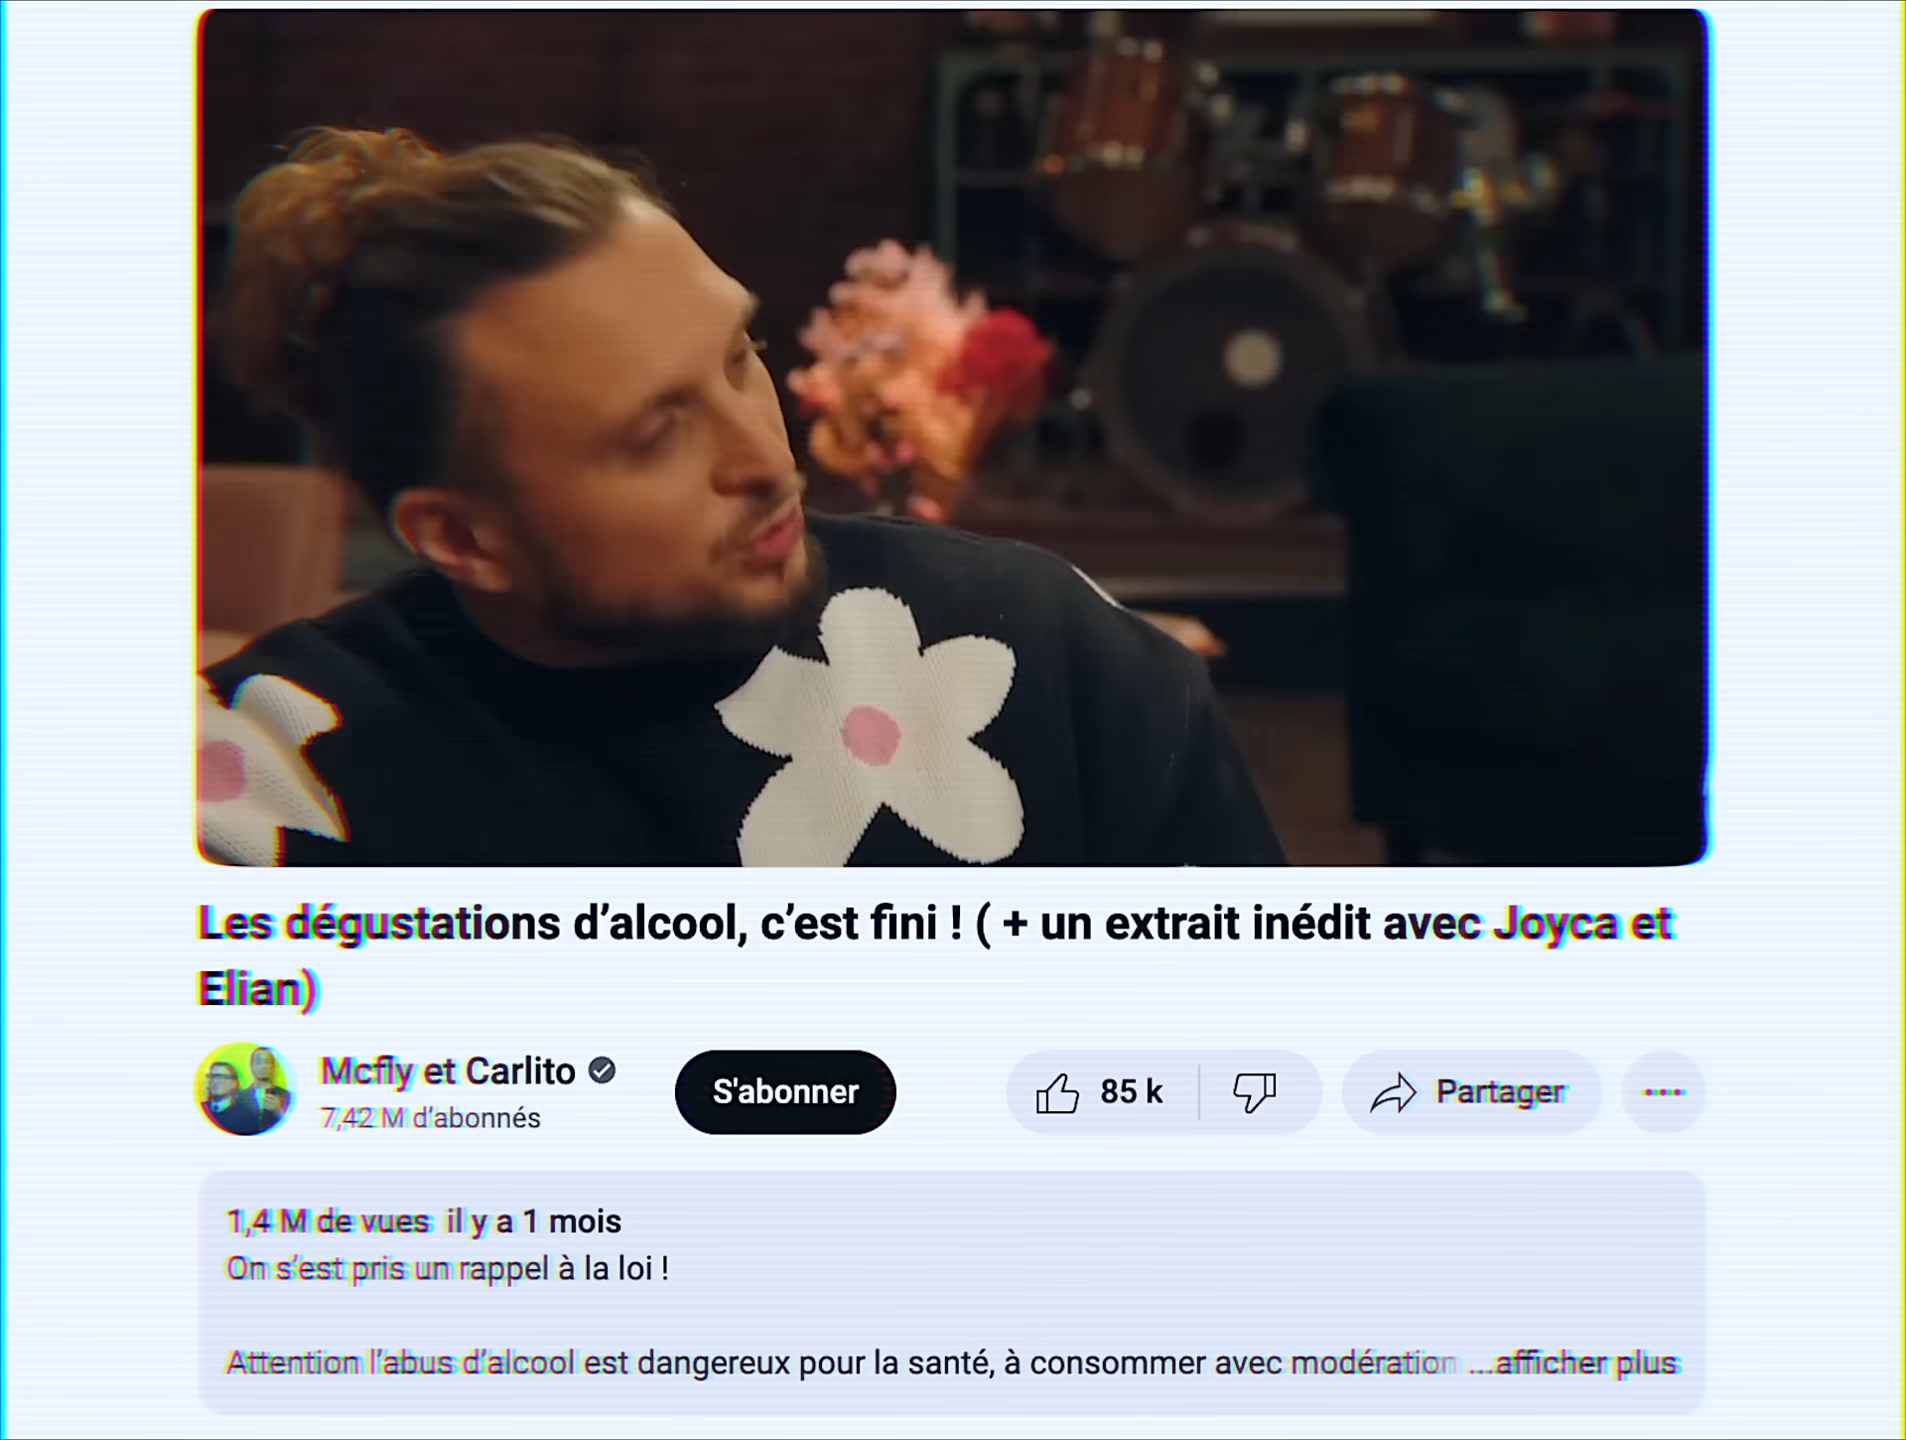 Les dégustations d’alcool, c’est fini ! ( + un extrait inédit avec Joyca et
Elian)
Mcfly et Carlito
7,42 M d’abonnés
S'abonner
85 k
Partager
1,4 M de vues il y a 1 mois
On s’est pris un rappel à la loi !
Attention l’abus d’alcool est dangereux pour la santé, à consommer avec modération ...afficher plus